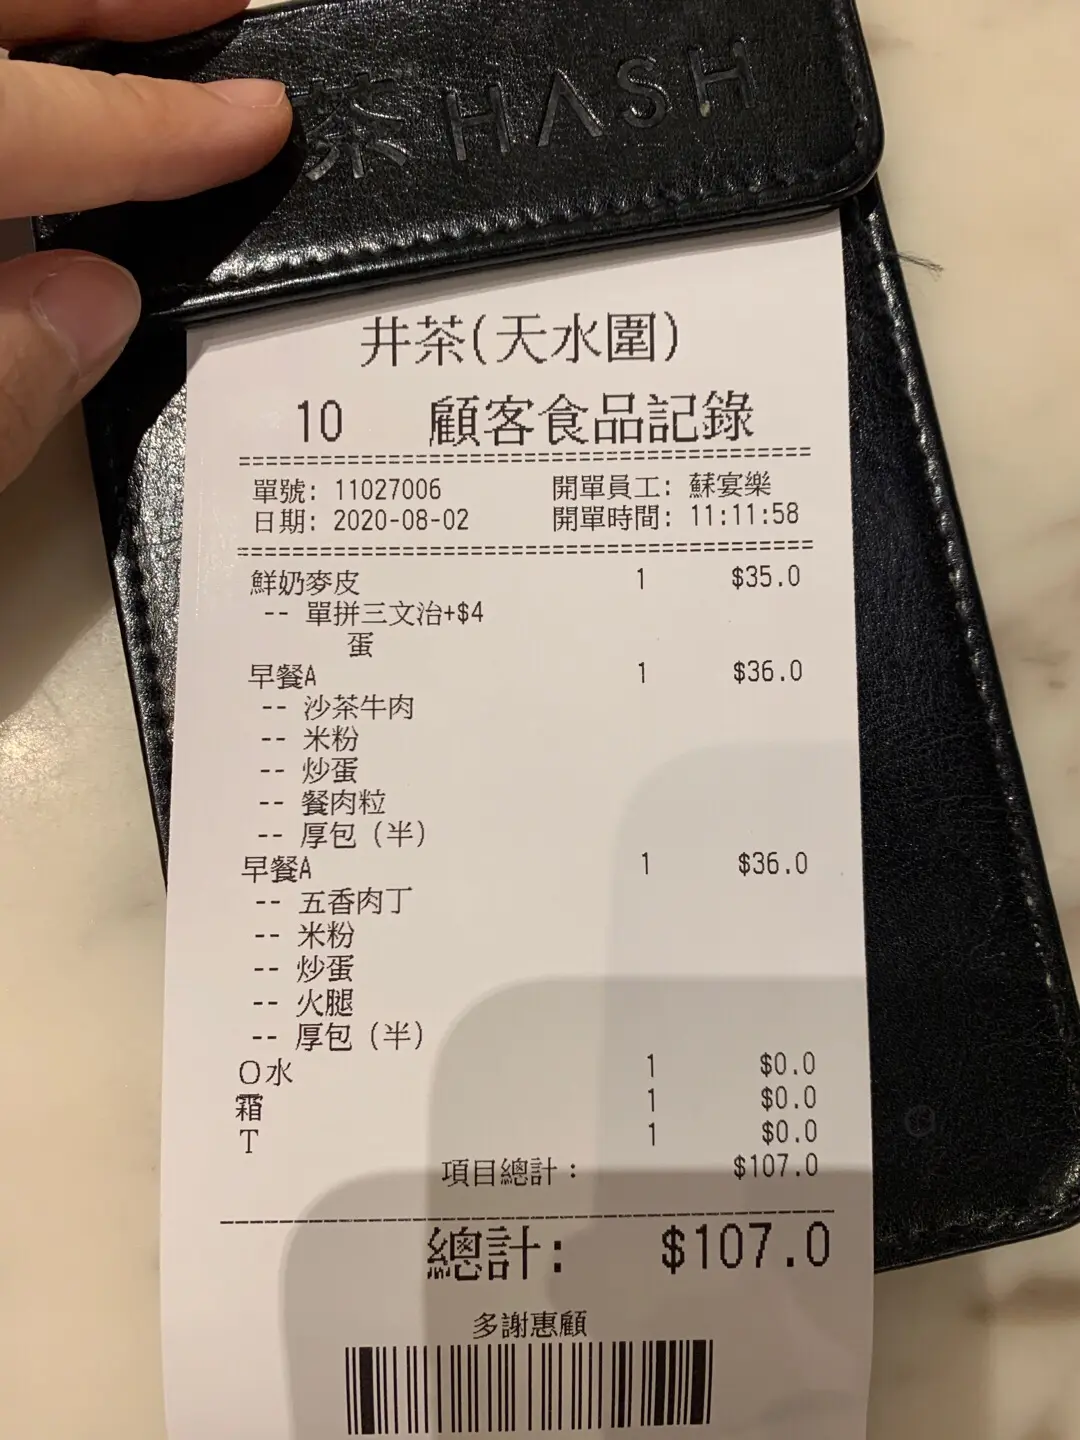 茶 HASH
井茶(天水圍)
10 顧客食品記錄
單號: 11027006 開單員工: 蘇宴樂
日期: 2020-08-02 開單時間: 11:11:58
鮮奶麥皮 1 $35.0
-- 單拼三文治+$4
蛋
早餐A 1 $36.0
-- 沙茶牛肉
-- 米粉
-- 炒蛋
-- 餐肉粒
-- 厚包（半）
早餐A 1 $36.0
-- 五香肉丁
-- 米粉
-- 炒蛋
-- 火腿
-- 厚包（半）
O水 1 $0.0
霜 1 $0.0
T 1 $0.0
項目總計： $107.0
總計: $107.0
多謝惠顧